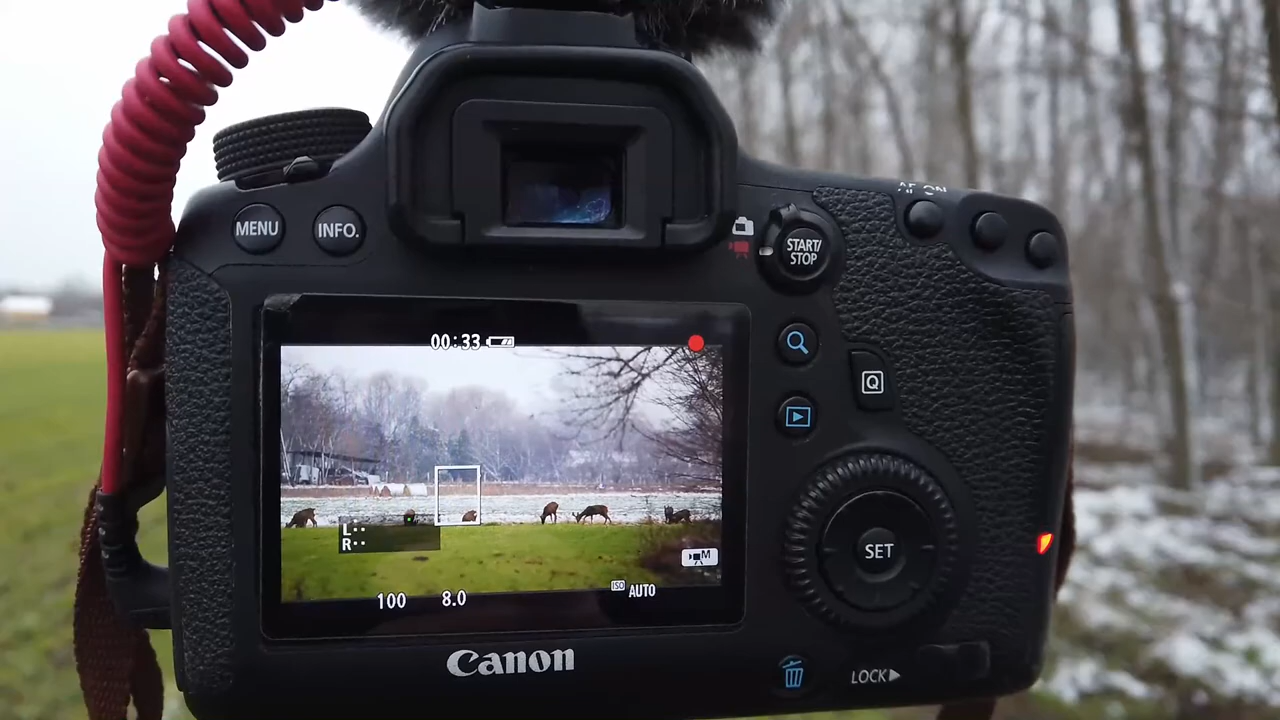 AF-ON
MENU
INFO.
START/
STOP
00:33
Q
L
R
M
100
8.0
ISO
AUTO
SET
Canon
LOCK